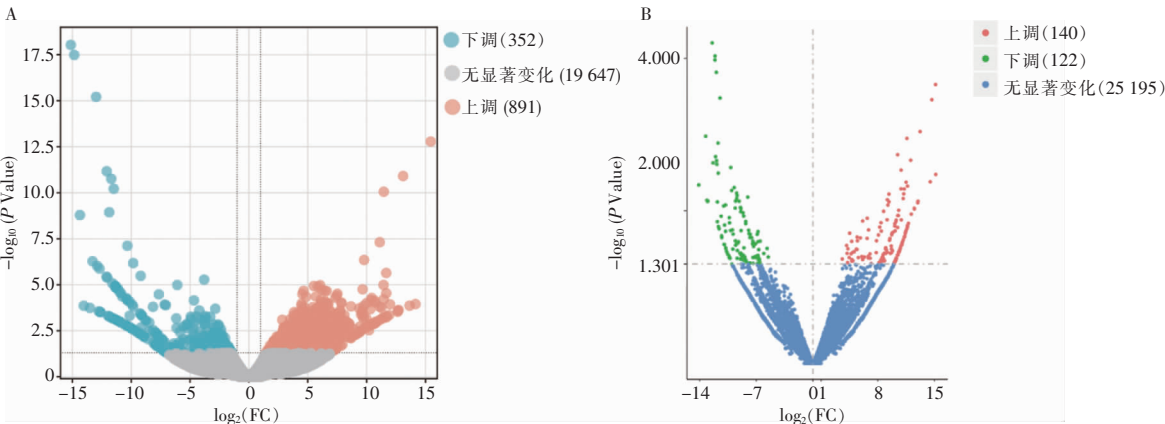 A
17.5
15.0
12.5
10.0
7.5
5.0
2.5
0
−log₁₀(P Value)
−15 −10 −5 0 5 10 15
log₂(FC)
下调(352)
无显著变化(19 647)
上调(891)
B
4.000
2.000
1.301
−log₁₀(P Value)
−14 −7 01 8 15
log₂(FC)
上调(140)
下调(122)
无显著变化(25 195)